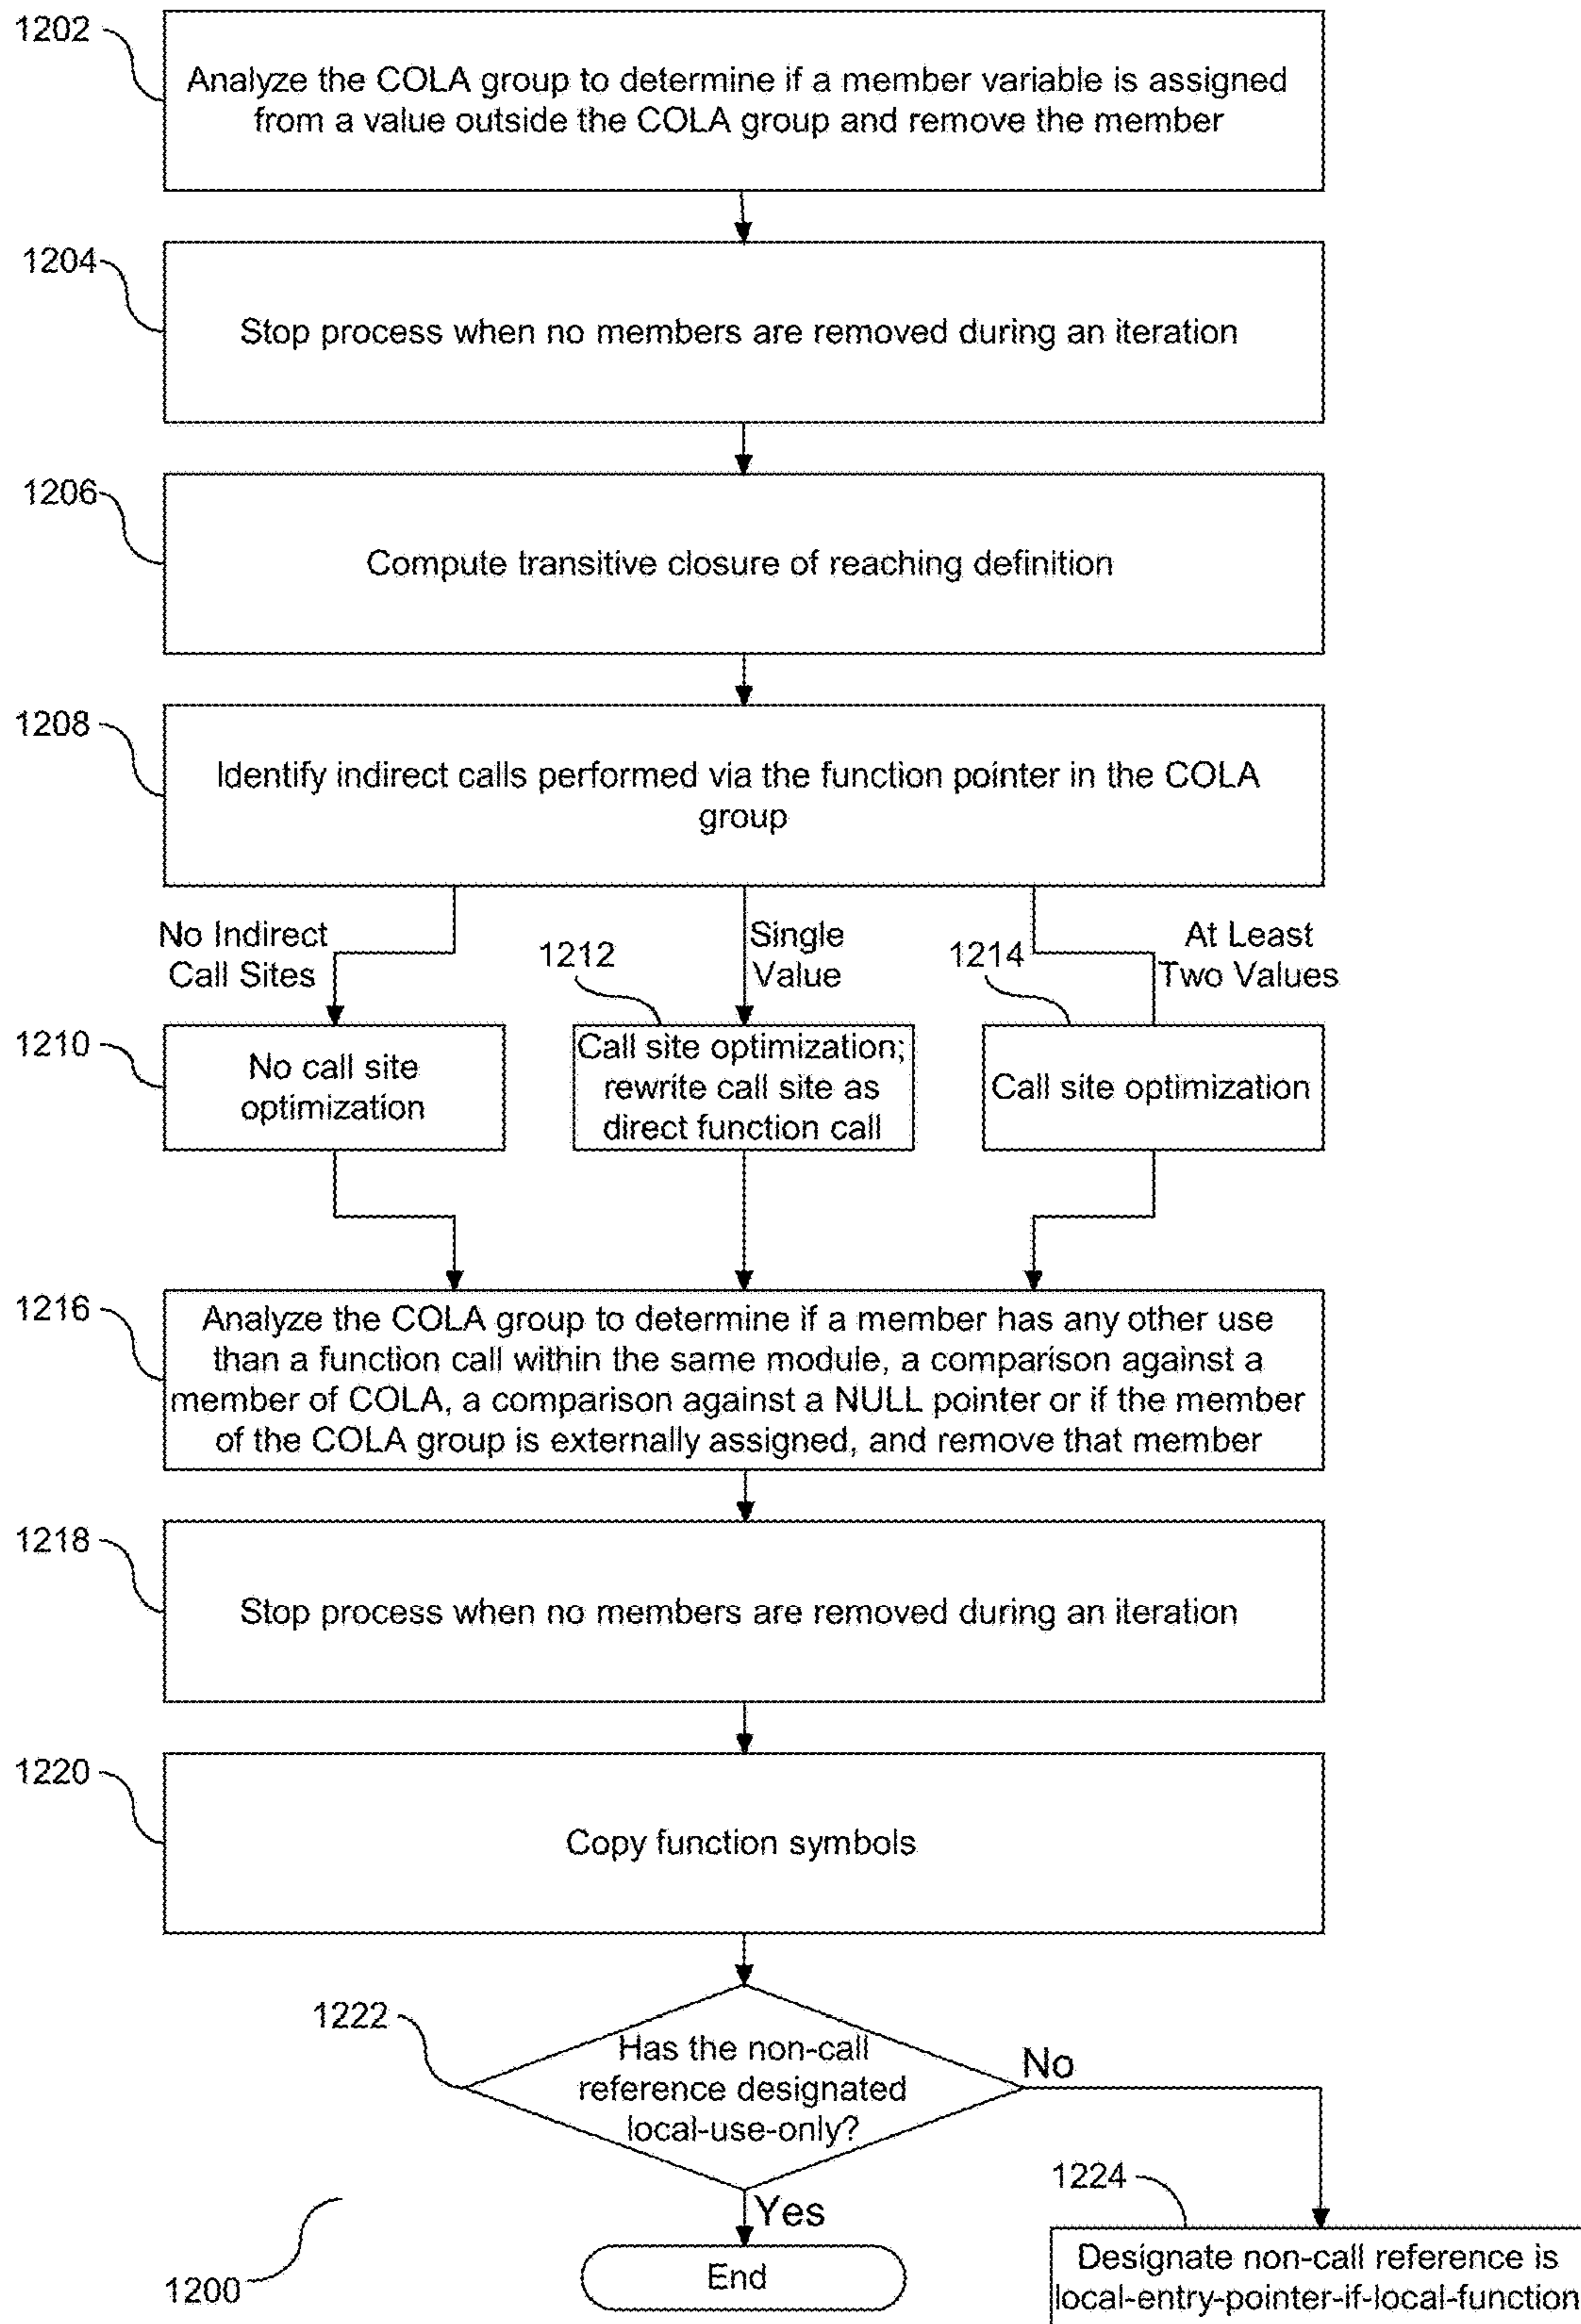 1202
Analyze the COLA group to determine if a member variable is assigned
from a value outside the COLA group and remove the member
1204
Stop process when no members are removed during an iteration
1206
Compute transitive closure of reaching definition
1208
Identify indirect calls performed via the function pointer in the COLA
group
No Indirect
Call Sites
1212
Single
Value
1214
At Least
Two Values
1210
No call site
optimization
Call site optimization;
rewrite call site as
direct function call
Call site optimization
1216
Analyze the COLA group to determine if a member has any other use
than a function call within the same module, a comparison against a
member of COLA, a comparison against a NULL pointer or if the member
of the COLA group is externally assigned, and remove that member
1218
Stop process when no members are removed during an iteration
1220
Copy function symbols
1222
Has the non-call
reference designated
local-use-only?
No
Yes
1224
End
Designate non-call reference is
local-entry-pointer-if-local-function
1200